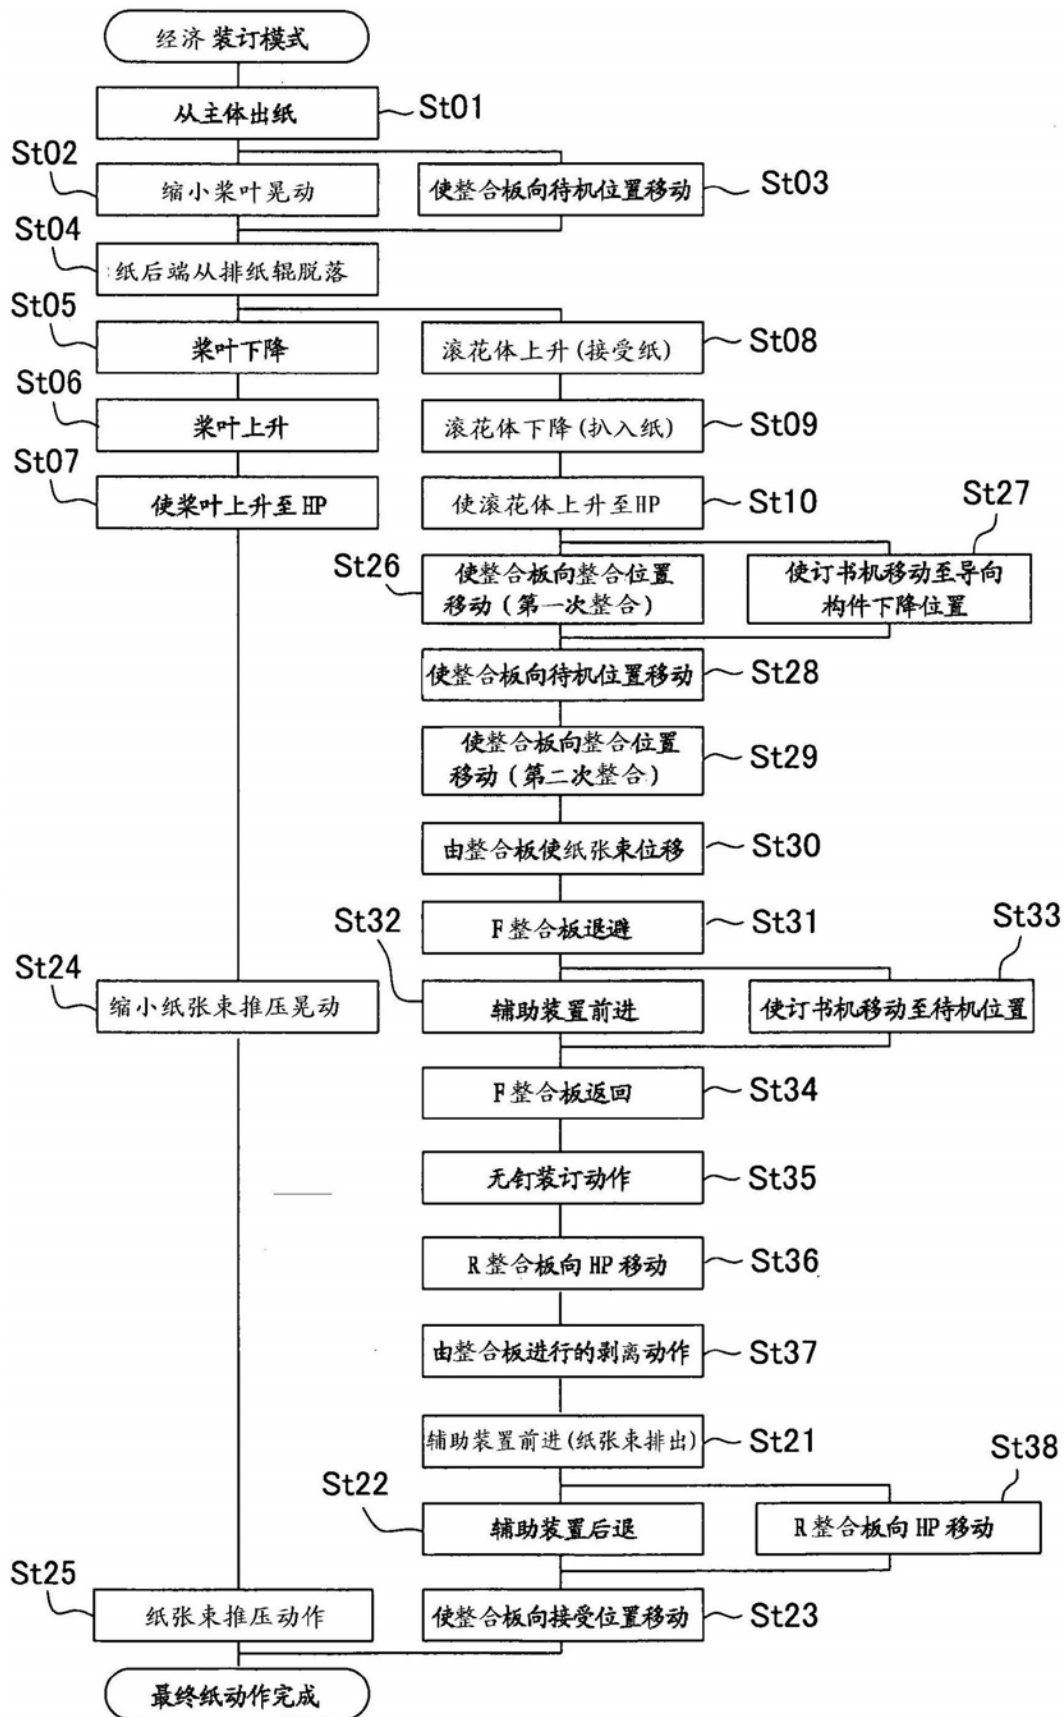 经济 装订模式
从主体出纸
St01
St02
缩小桨叶晃动
使整合板向待机位置移动
St03
St04
纸后端从排纸辊脱落
St05
桨叶下降
滚花体上升(接受纸)
St08
St06
桨叶上升
滚花体下降(扒入纸)
St09
St07
使桨叶上升至HP
使滚花体上升至HP
St10
St27
St26
使整合板向整合位置
移动(第一次整合)
使订书机移动至导向
构件下降位置
使整合板向待机位置移动
St28
使整合板向整合位置
移动(第二次整合)
St29
由整合板使纸张束位移
St30
St32
F整合板退避
St31
St33
St24
缩小纸张束推压晃动
辅助装置前进
使订书机移动至待机位置
F整合板返回
St34
无钉装订动作
St35
R整合板向HP移动
St36
由整合板进行的剥离动作
St37
辅助装置前进(纸张束排出)
St21
St38
St22
辅助装置后退
R整合板向HP移动
St25
纸张束推压动作
使整合板向接受位置移动
St23
最终纸动作完成